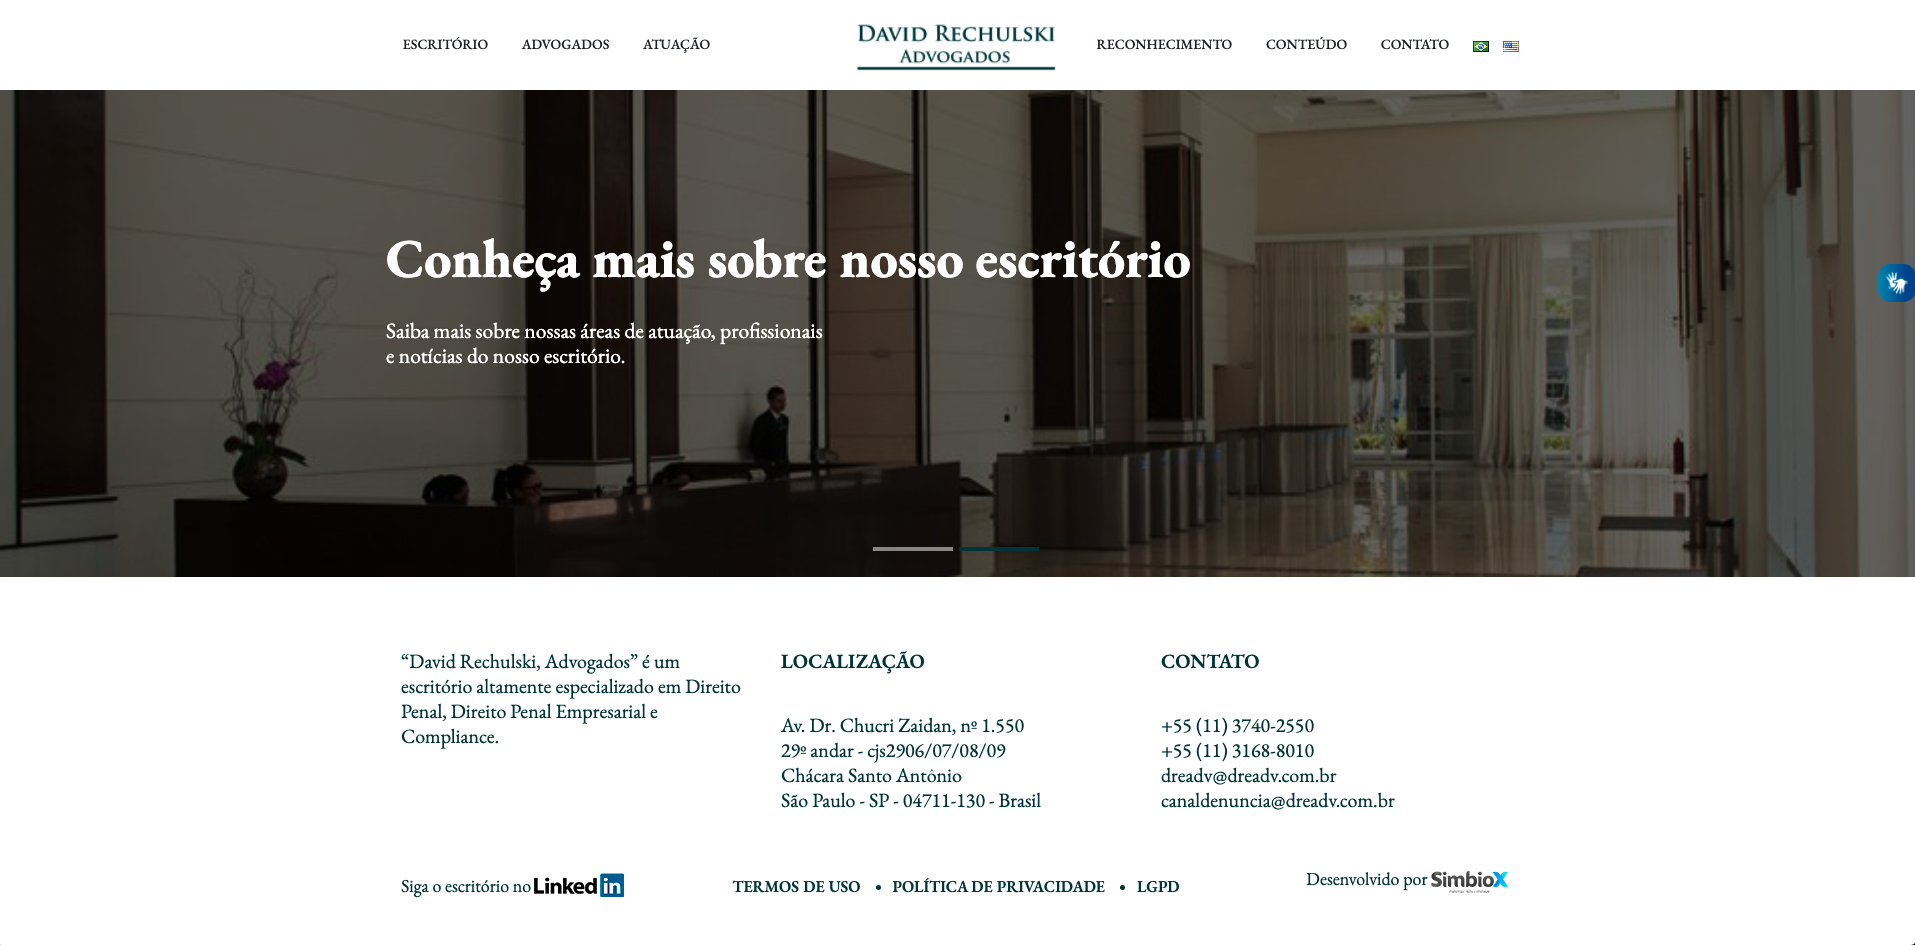 ESCRITÓRIO ADVOGADOS ATUAÇÃO
DAVID RECHULSKI
ADVOGADOS
RECONHECIMENTO CONTEÚDO CONTATO
Conheça mais sobre nosso escritório
Saiba mais sobre nossas áreas de atuação, profissionais
e notícias do nosso escritório.
“David Rechulski, Advogados” é um
escritório altamente especializado em Direito
Penal, Direito Penal Empresarial e
Compliance.
LOCALIZAÇÃO
Av. Dr. Chucri Zaidan, nº 1.550
29º andar - cjs2906/07/08/09
Chácara Santo Antônio
São Paulo - SP - 04711-130 - Brasil
CONTATO
+55 (11) 3740-2550
+55 (11) 3168-8010
dreadv@dreadv.com.br
canaldenuncia@dreadv.com.br
Siga o escritório no Linked in
TERMOS DE USO • POLÍTICA DE PRIVACIDADE • LGPD
Desenvolvido por SimbioX